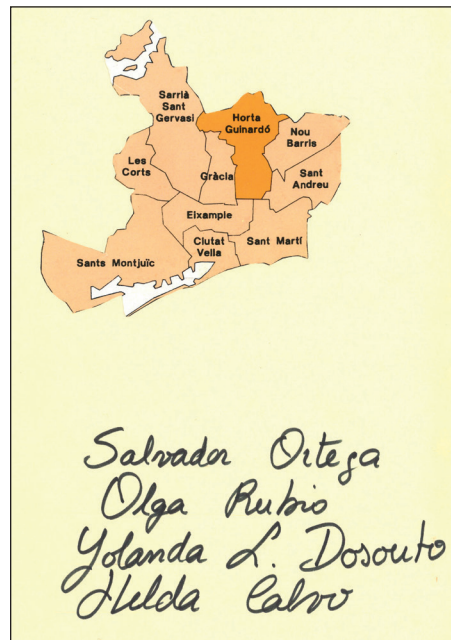 Sarrià
Sant
Gervasi
Horta
Guinardó
Nou
Barris
Les
Corts
Gràcia
Sant
Andreu
Eixample
Ciutat
Vella
Sant Martí
Sants Montjuïc
Salvador Ortega
Olga Rubio
Yolanda L. Dosouto
Helda Calvo